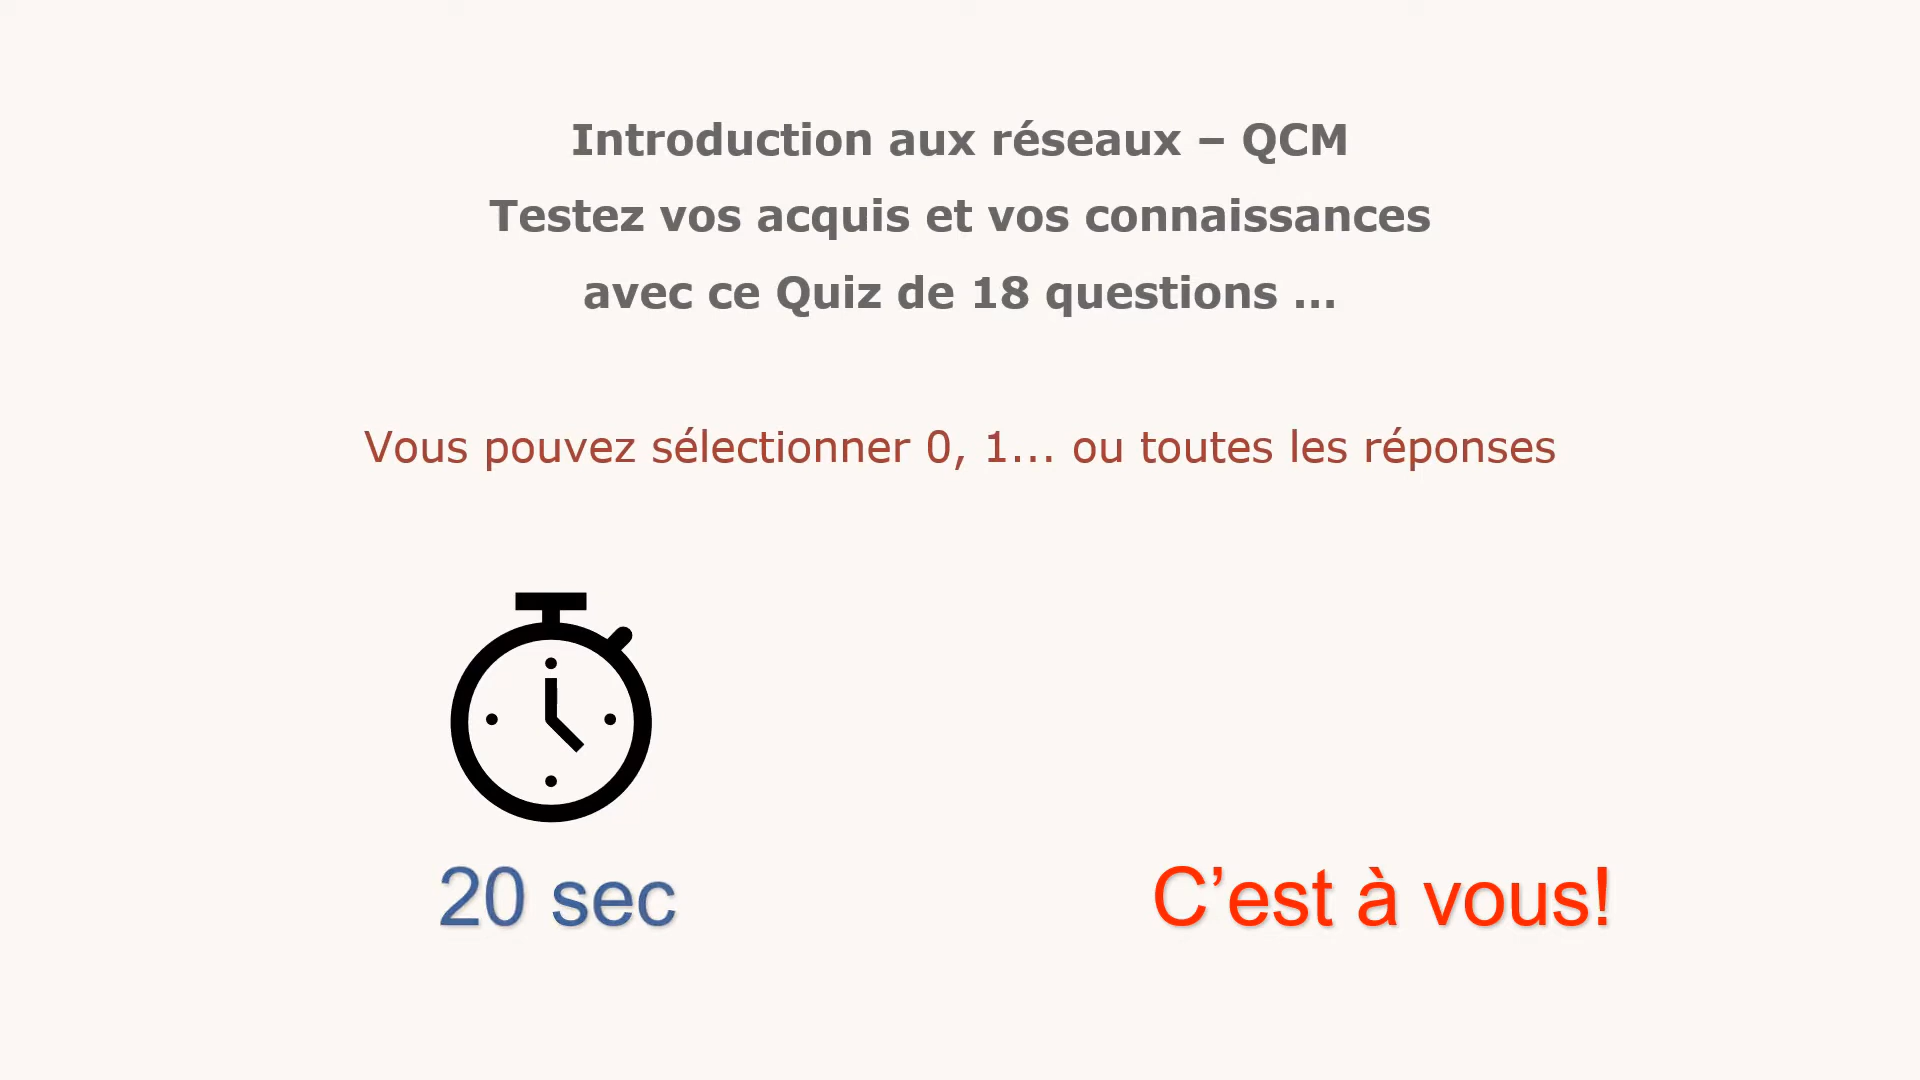 Introduction aux réseaux – QCM
Testez vos acquis et vos connaissances
avec ce Quiz de 18 questions ...
Vous pouvez sélectionner 0, 1... ou toutes les réponses
20 sec
C’est à vous!